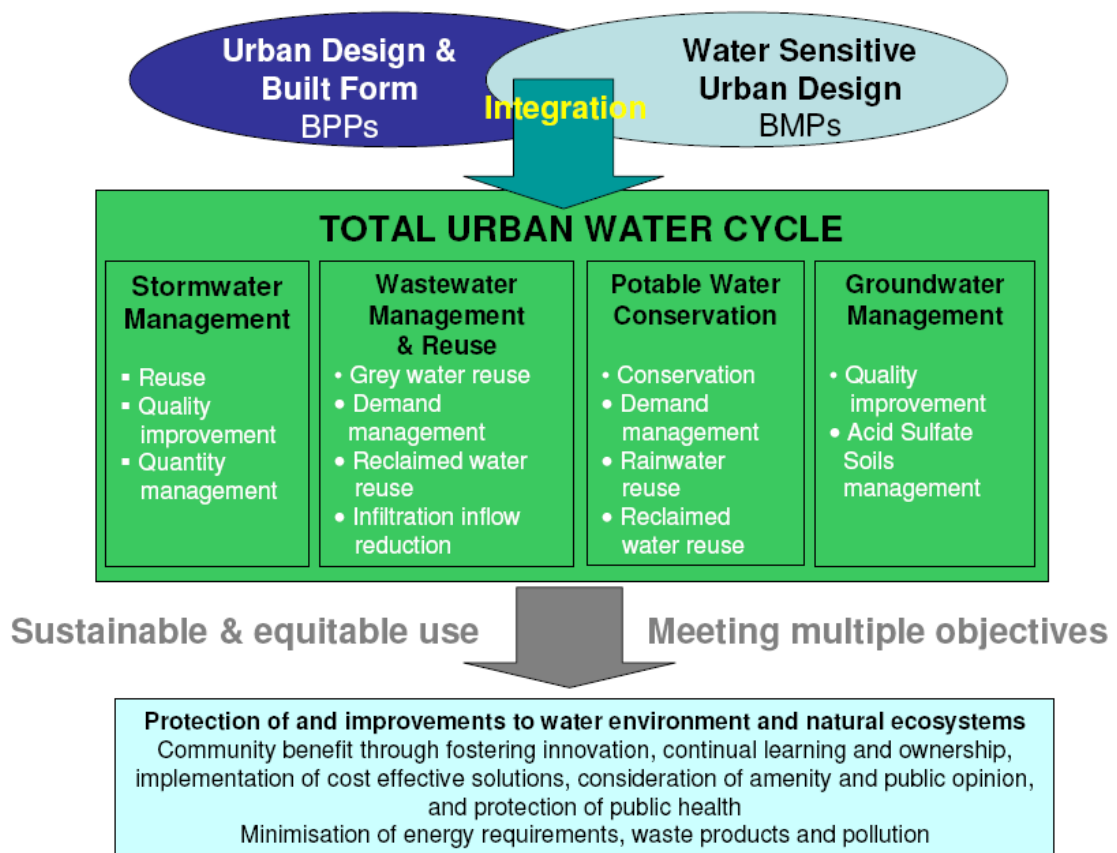 Urban Design &
Built Form
BPPs
Integration
Water Sensitive
Urban Design
BMPs
TOTAL URBAN WATER CYCLE
Stormwater
Management
▪ Reuse
▪ Quality
improvement
▪ Quantity
management
Wastewater
Management
& Reuse
• Grey water reuse
• Demand
management
• Reclaimed water
reuse
• Infiltration inflow
reduction
Potable Water
Conservation
• Conservation
• Demand
management
• Rainwater
reuse
• Reclaimed
water reuse
Groundwater
Management
• Quality
improvement
• Acid Sulfate
Soils
management
Sustainable & equitable use
Meeting multiple objectives
Protection of and improvements to water environment and natural ecosystems
Community benefit through fostering innovation, continual learning and ownership,
implementation of cost effective solutions, consideration of amenity and public opinion,
and protection of public health
Minimisation of energy requirements, waste products and pollution